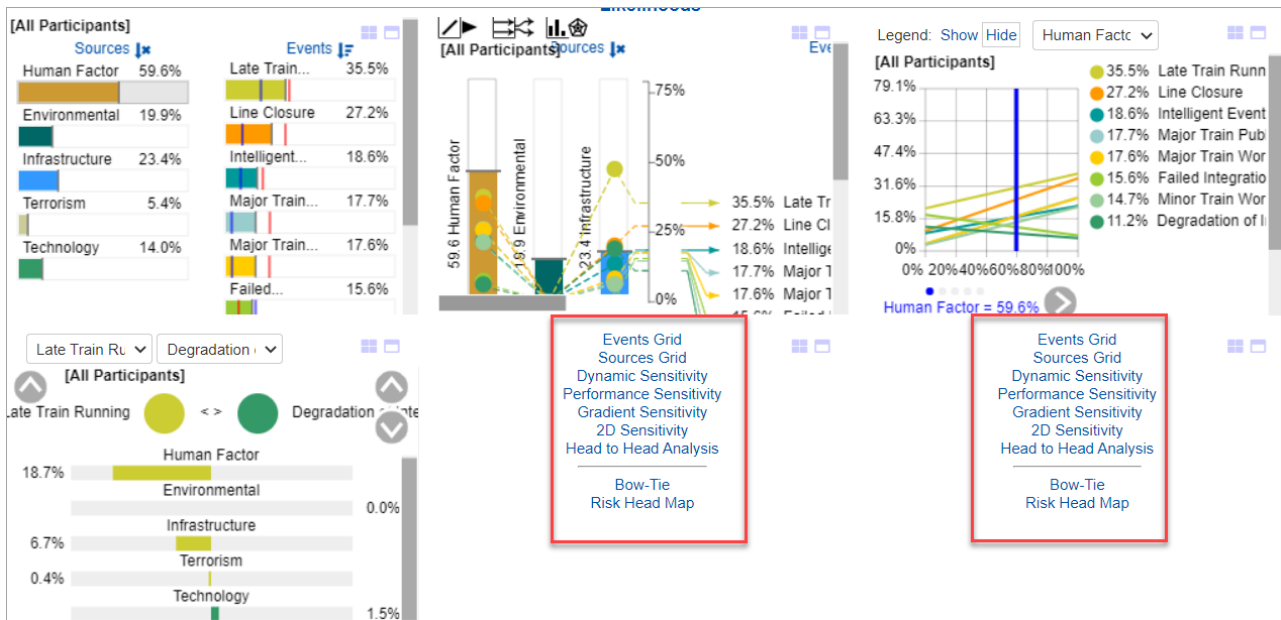 Likelihoods
[All Participants]
Sources
Events
Human Factor 59.6%
Environmental 19.9%
Infrastructure 23.4%
Terrorism 5.4%
Technology 14.0%
Late Train... 35.5%
Line Closure 27.2%
Intelligent... 18.6%
Major Train... 17.7%
Major Train... 17.6%
Failed... 15.6%
[All Participants]
Sources
Eve
59.6 Human Factor
19.9 Environmental
23.4 Infrastructure
75%
50%
25%
0%
35.5% Late Tr
27.2% Line Cl
18.6% Intellige
17.7% Major T
17.6% Major T
15.6% Failed
Legend: Show Hide
Human Factc
[All Participants]
79.1%
63.3%
47.4%
31.6%
15.8%
0%
0% 20% 40% 60% 80% 100%
35.5% Late Train Runn
27.2% Line Closure
18.6% Intelligent Event
17.7% Major Train Pub
17.6% Major Train Wor
15.6% Failed Integratio
14.7% Minor Train Wor
11.2% Degradation of I
Human Factor = 59.6%
Late Train Ru
Degradation
[All Participants]
Late Train Running
< >
Degradation
Human Factor
18.7%
Environmental
0.0%
Infrastructure
6.7%
Terrorism
0.4%
Technology
1.5%
Events Grid
Sources Grid
Dynamic Sensitivity
Performance Sensitivity
Gradient Sensitivity
2D Sensitivity
Head to Head Analysis
Bow-Tie
Risk Head Map
Events Grid
Sources Grid
Dynamic Sensitivity
Performance Sensitivity
Gradient Sensitivity
2D Sensitivity
Head to Head Analysis
Bow-Tie
Risk Head Map